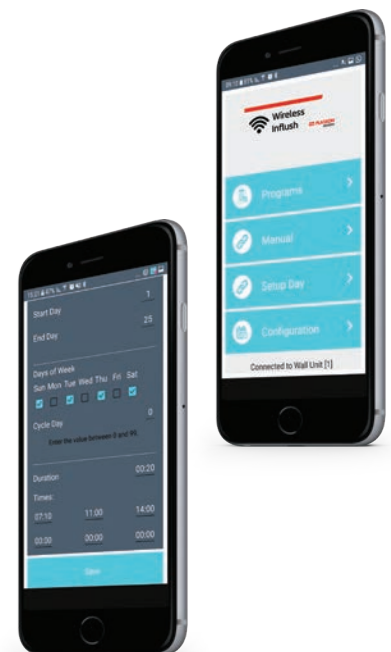 Wireless
Inflush
Programs
Manual
Setup Day
Configuration
Connected to Wall Unit [1]
Start Day 1
End Day 25
Days of Week
Sun Mon Tue Wed Thu Fri Sat
Cycle Day 0
Enter the value between 0 and 99.
Duration 00:20
Times:
07:10 11:00 14:00
00:00 00:00 00:00
Save